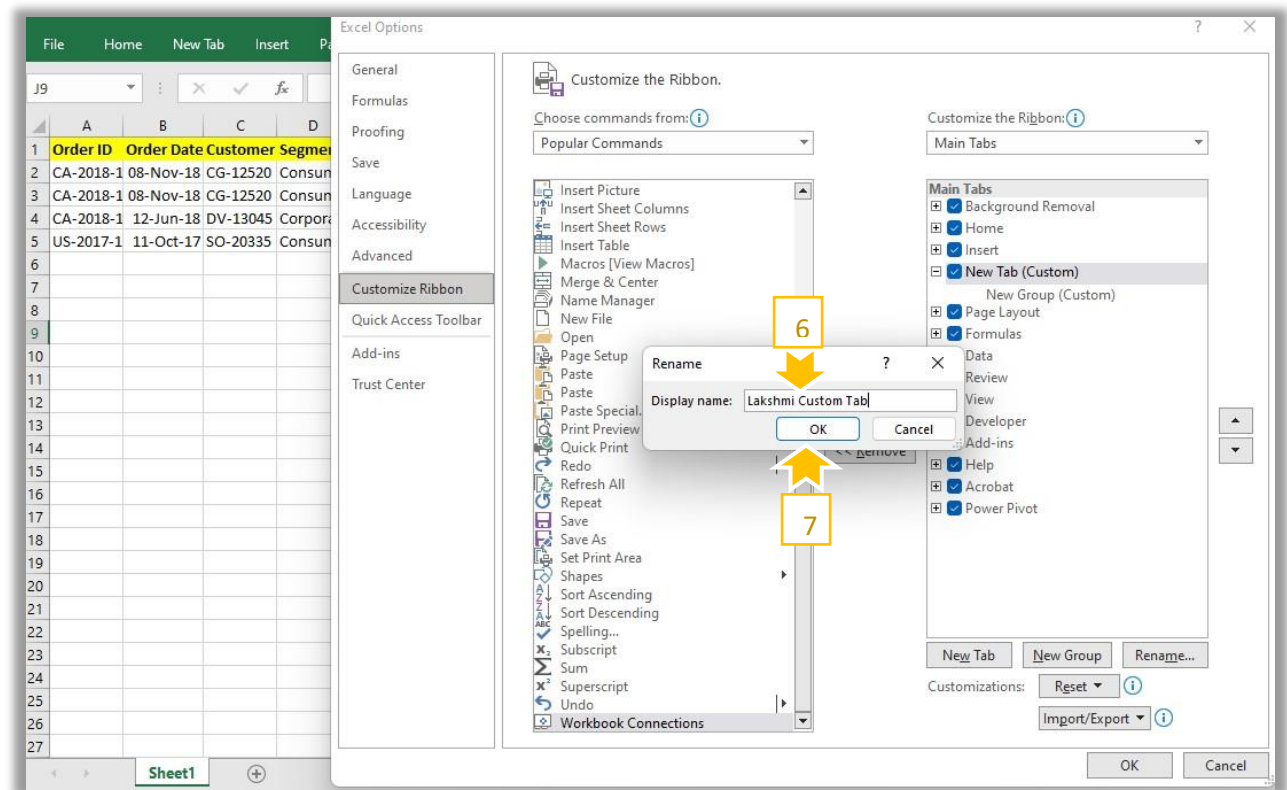 Excel Options ? ×
File Home New Tab Insert
J9 fx
A B C D
1 Order ID Order Date Customer Segmen
2 CA-2018-1 08-Nov-18 CG-12520 Consun
3 CA-2018-1 08-Nov-18 CG-12520 Consun
4 CA-2018-1 12-Jun-18 DV-13045 Corpora
5 US-2017-1 11-Oct-17 SO-20335 Consun
6
7
8
9
10
11
12
13
14
15
16
17
18
19
20
21
22
23
24
25
26
27
Sheet1
General
Formulas
Proofing
Save
Language
Accessibility
Advanced
Customize Ribbon
Quick Access Toolbar
Add-ins
Trust Center
Customize the Ribbon.
Choose commands from:
Popular Commands
Insert Picture
Insert Sheet Columns
Insert Sheet Rows
Insert Table
Macros [View Macros]
Merge & Center
Name Manager
New File
Open
Page Setup
Paste
Paste
Paste Special.
Print Preview
Quick Print
Redo
Refresh All
Repeat
Save
Save As
Set Print Area
Shapes
Sort Ascending
Sort Descending
Spelling...
Subscript
Sum
Superscript
Undo
Workbook Connections
6
Rename ? ×
Display name: Lakshmi Custom Tab
OK Cancel
<< Remove
7
Customize the Ribbon:
Main Tabs
Main Tabs
Background Removal
Home
Insert
New Tab (Custom)
New Group (Custom)
Page Layout
Formulas
Data
Review
View
Developer
Add-ins
Help
Acrobat
Power Pivot
New Tab New Group Rename...
Customizations: Reset
Import/Export
OK Cancel